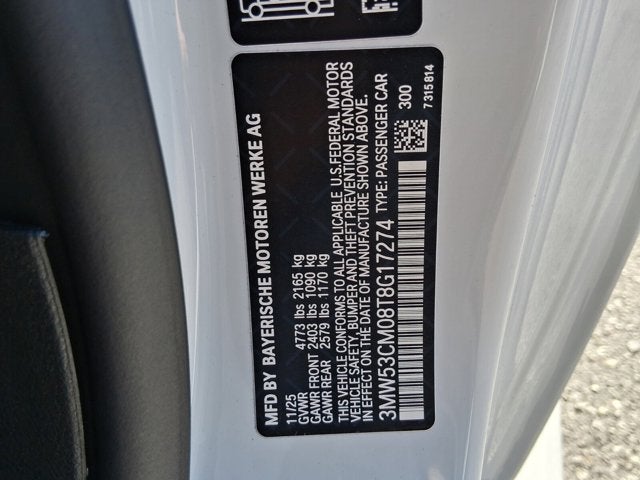 MFD BY BAYERISCHE MOTOREN WERKE AG
11/25
GVWR 4773 lbs 2165 kg
GAWR FRONT 2403 lbs 1090 kg
GAWR REAR 2579 lbs 1170 kg
THIS VEHICLE CONFORMS TO ALL APPLICABLE U.S.FEDERAL MOTOR
VEHICLE SAFETY, BUMPER AND THEFT PREVENTION STANDARDS
IN EFFECT ON THE DATE OF MANUFACTURE SHOWN ABOVE.
3MW53CM08T8G17274 TYPE: PASSENGER CAR
300
7315814